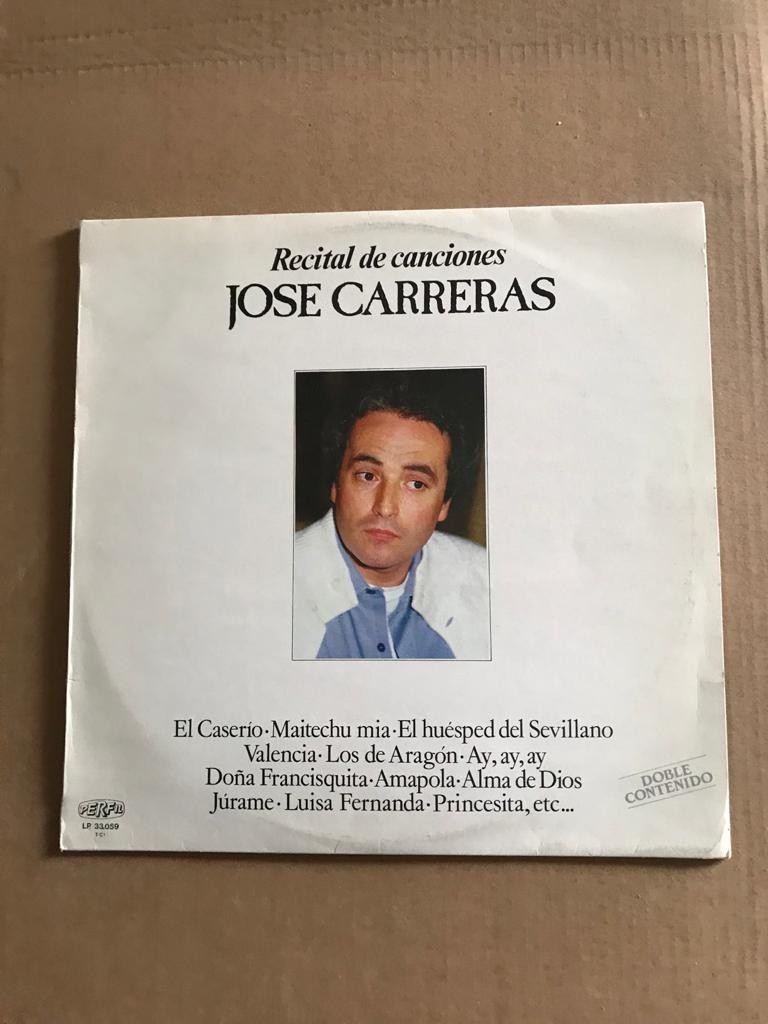 Recital de canciones
JOSE CARRERAS
El Caserío·Maitechu mia·El huésped del Sevillano
Valencia·Los de Aragón·Ay, ay, ay
Doña Francisquita·Amapola·Alma de Dios
Júrame·Luisa Fernanda·Princesita, etc...
DOBLE
CONTENIDO
PERFIL
LP. 33.059